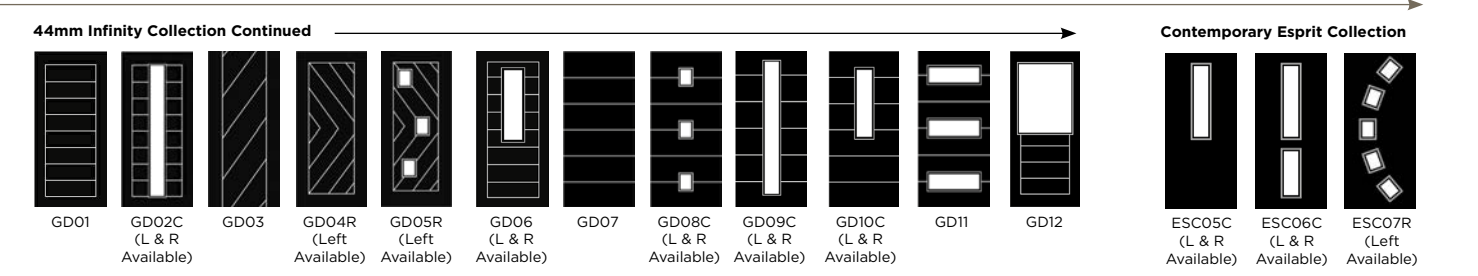 44mm Infinity Collection Continued
Contemporary Esprit Collection
GD01
GD02C
(L & R
Available)
GD03
GD04R
(Left
Available)
GD05R
(Left
Available)
GD06
(L & R
Available)
GD07
GD08C
(L & R
Available)
GD09C
(L & R
Available)
GD10C
(L & R
Available)
GD11
GD12
ESC05C
(L & R
Available)
ESC06C
(L & R
Available)
ESC07R
(Left
Available)